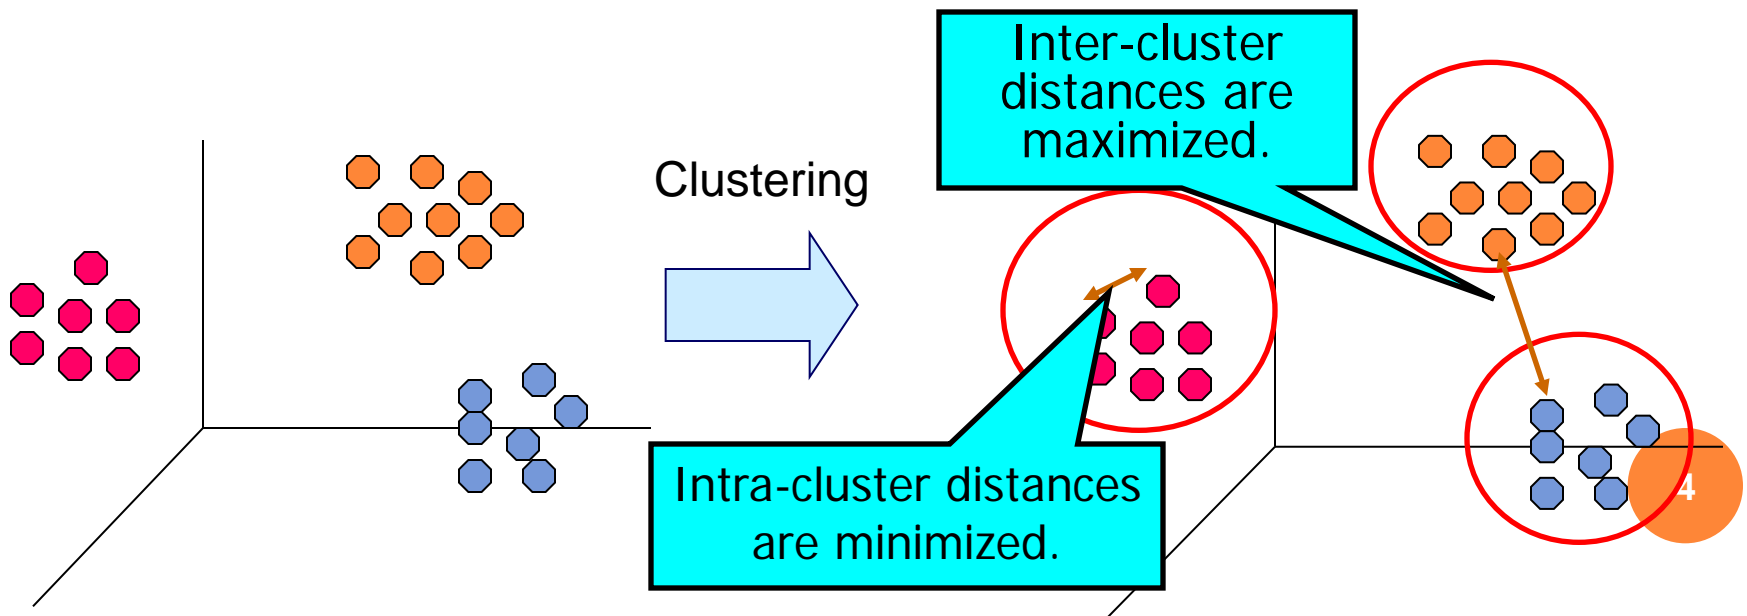 Inter-cluster
distances are
maximized.
Clustering
Intra-cluster distances
are minimized.
4